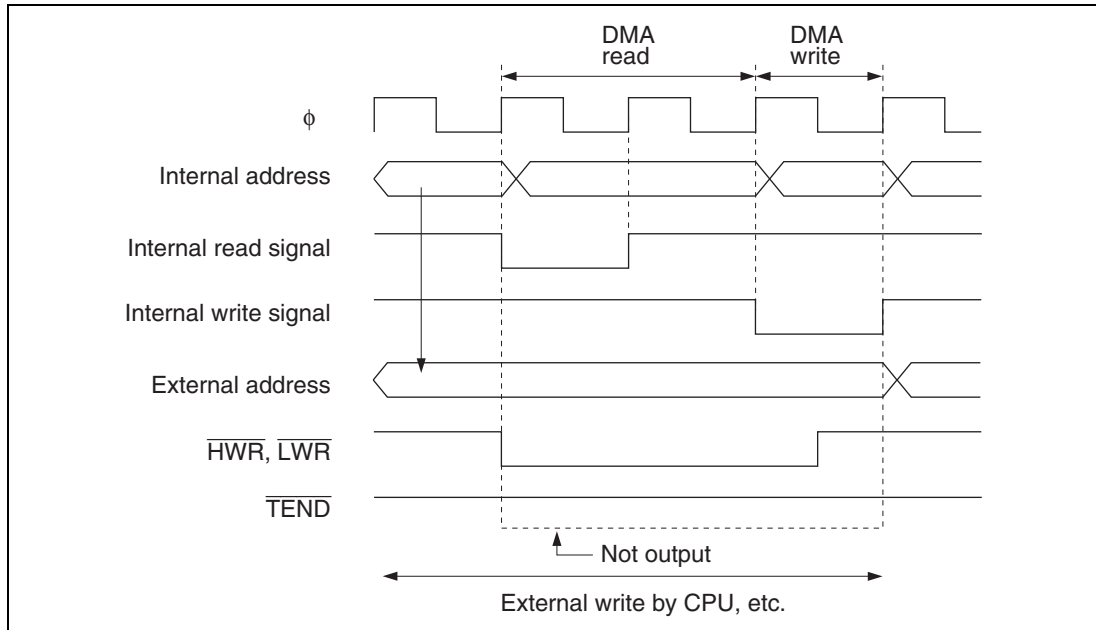 DMA
read
DMA
write
ϕ
Internal address
Internal read signal
Internal write signal
External address
HWR, LWR
TEND
Not output
External write by CPU, etc.